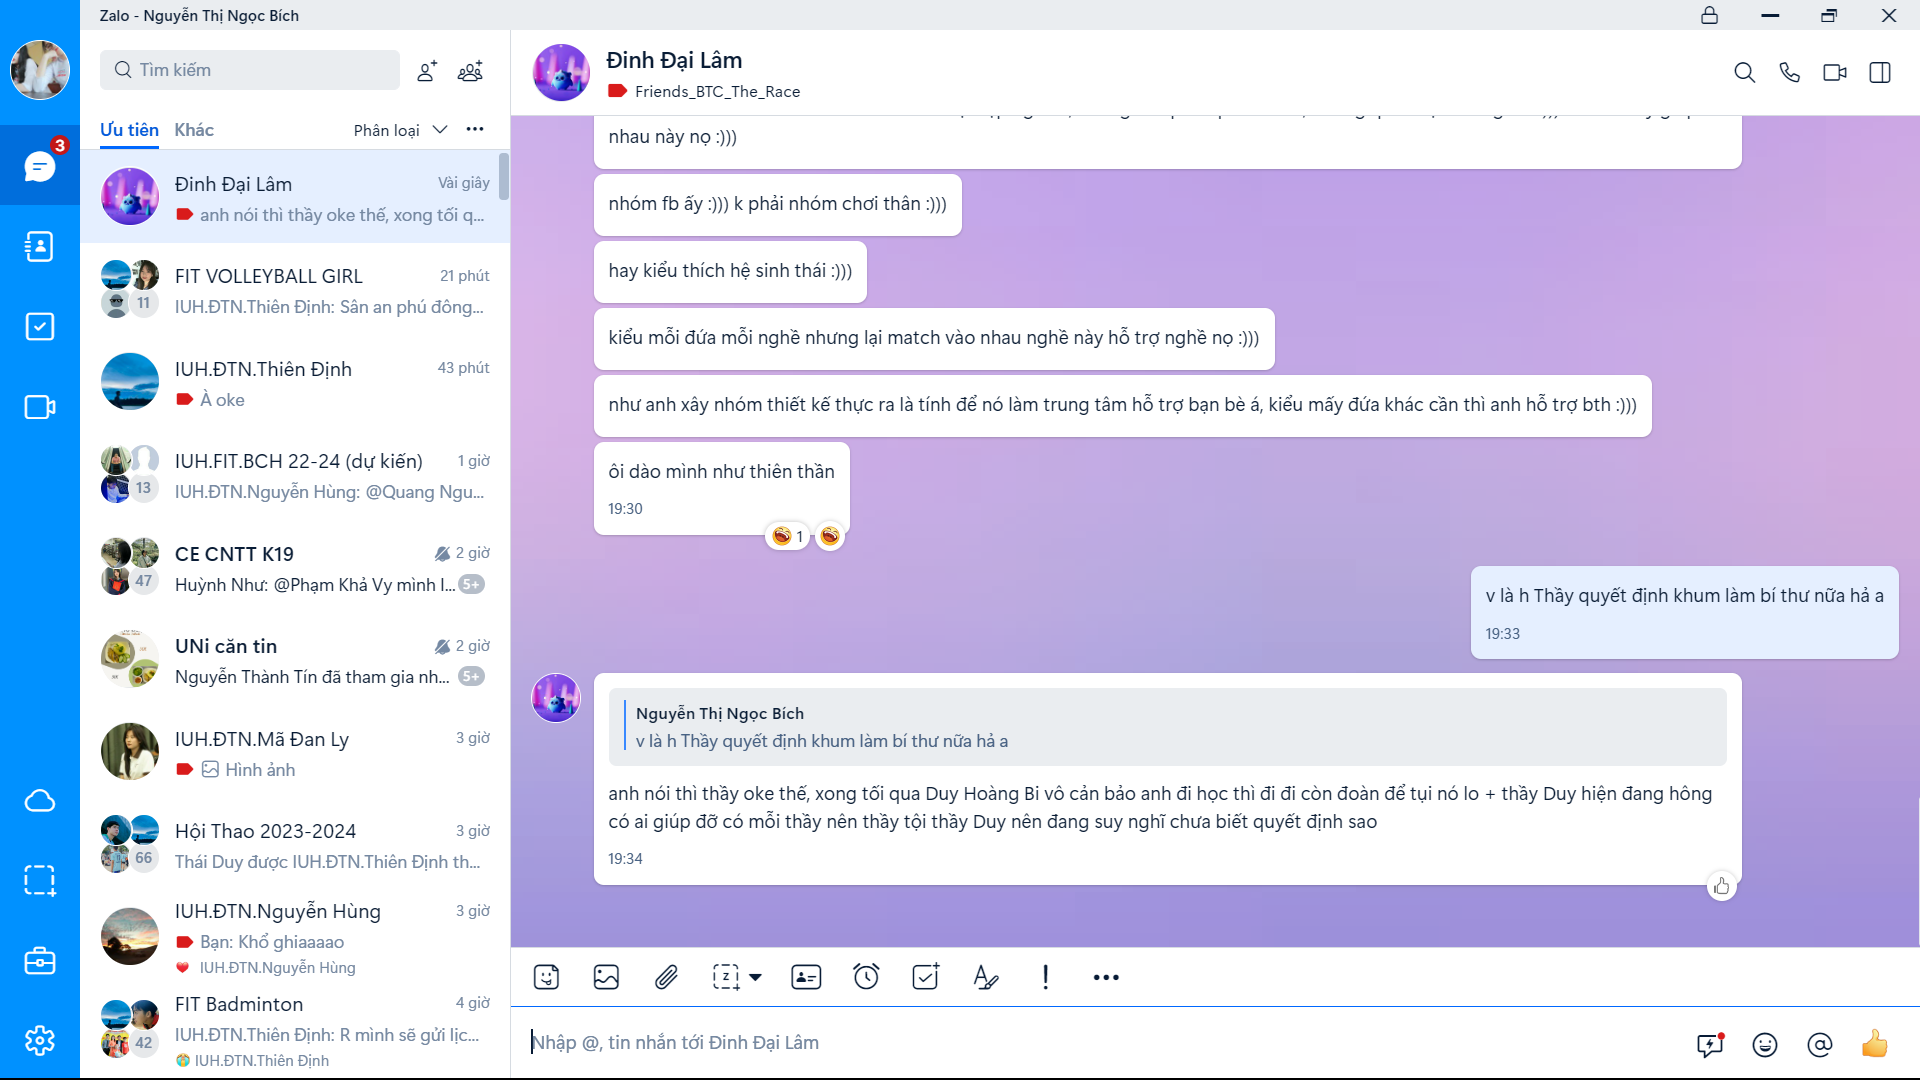 Zalo - Nguyễn Thị Ngọc Bích
Tìm kiếm
Ưu tiên
Khác
Phân loại
3
Đinh Đại Lâm
Vài giây
anh nói thì thầy oke thế, xong tối q...
FIT VOLLEYBALL GIRL
21 phút
11
IUH.ĐTN.Thiên Định: Sân an phú đông...
IUH.ĐTN.Thiên Định
43 phút
À oke
IUH.FIT.BCH 22-24 (dự kiến)
1 giờ
13
IUH.ĐTN.Nguyễn Hùng: @Quang Ngu...
CE CNTT K19
2 giờ
47
Huỳnh Như: @Phạm Khả Vy mình l...
5+
UNi căn tin
2 giờ
Nguyễn Thành Tín đã tham gia nh...
5+
IUH.ĐTN.Mã Đan Ly
3 giờ
Hình ảnh
Hội Thao 2023-2024
3 giờ
66
Thái Duy được IUH.ĐTN.Thiên Định th...
IUH.ĐTN.Nguyễn Hùng
3 giờ
Bạn: Khổ ghiaaaao
IUH.ĐTN.Nguyễn Hùng
FIT Badminton
4 giờ
42
IUH.ĐTN.Thiên Định: R mình sẽ gửi lịc...
IUH.ĐTN.Thiên Định
Đinh Đại Lâm
Friends_BTC_The_Race
nhau này nọ :)))
nhóm fb ấy :))) k phải nhóm chơi thân :)))
hay kiểu thích hệ sinh thái :)))
kiểu mỗi đứa mỗi nghề nhưng lại match vào nhau nghề này hỗ trợ nghề nọ :)))
như anh xây nhóm thiết kế thực ra là tính để nó làm trung tâm hỗ trợ bạn bè á, kiểu mấy đứa khác cần thì anh hỗ trợ bth :)))
ôi dào mình như thiên thần
19:30
1
v là h Thầy quyết định khum làm bí thư nữa hả a
19:33
Nguyễn Thị Ngọc Bích
v là h Thầy quyết định khum làm bí thư nữa hả a
anh nói thì thầy oke thế, xong tối qua Duy Hoàng Bi vô cản bảo anh đi học thì đi đi còn đoàn để tụi nó lo + thầy Duy hiện đang hông
có ai giúp đỡ có mỗi thầy nên thầy tội thầy Duy nên đang suy nghĩ chưa biết quyết định sao
19:34
Nhập @, tin nhắn tới Đinh Đại Lâm